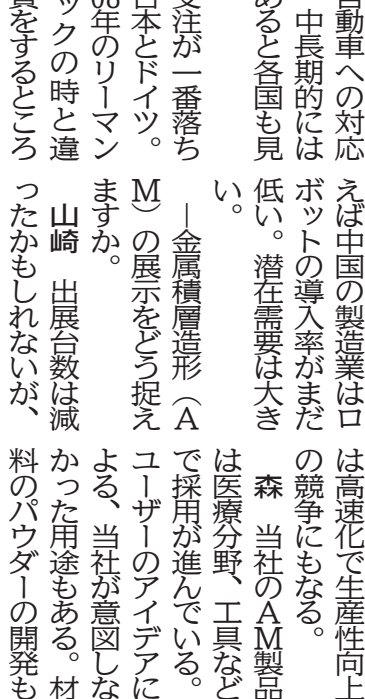 自動車への対応
中長期的には
あると各国も見
受注が一番落ち
日本とドイツ。
08年のリーマン
ックの時と違
資をするところ
えば中国の製造業はロ
ボットの導入率がまだ
低い。潜在需要は大き
い。
―金属積層造形（A
M）の展示をどう捉え
ますか。
山崎　出展台数は減
ったかもしれないが、
は高速化で生産性向上
の競争にもなる。
森　当社のAM製品
は医療分野、工具など
で採用が進んでいる。
ユーザーのアイデアに
よる、当社が意図しな
かった用途もある。材
料のパウダーの開発も